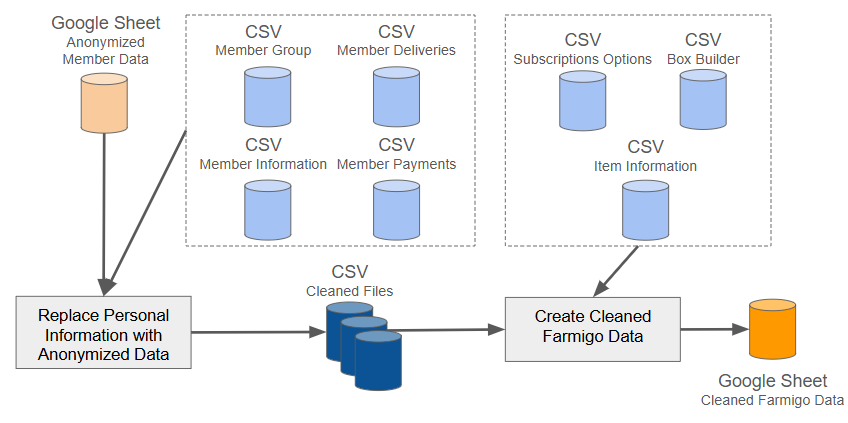 Google Sheet
Anonymized
Member Data
CSV
Member Group
CSV
Member Deliveries
CSV
Member Information
CSV
Member Payments
CSV
Subscriptions Options
CSV
Box Builder
CSV
Item Information
Replace Personal
Information with
Anonymized Data
CSV
Cleaned Files
Create Cleaned
Farmigo Data
Google Sheet
Cleaned Farmigo Data